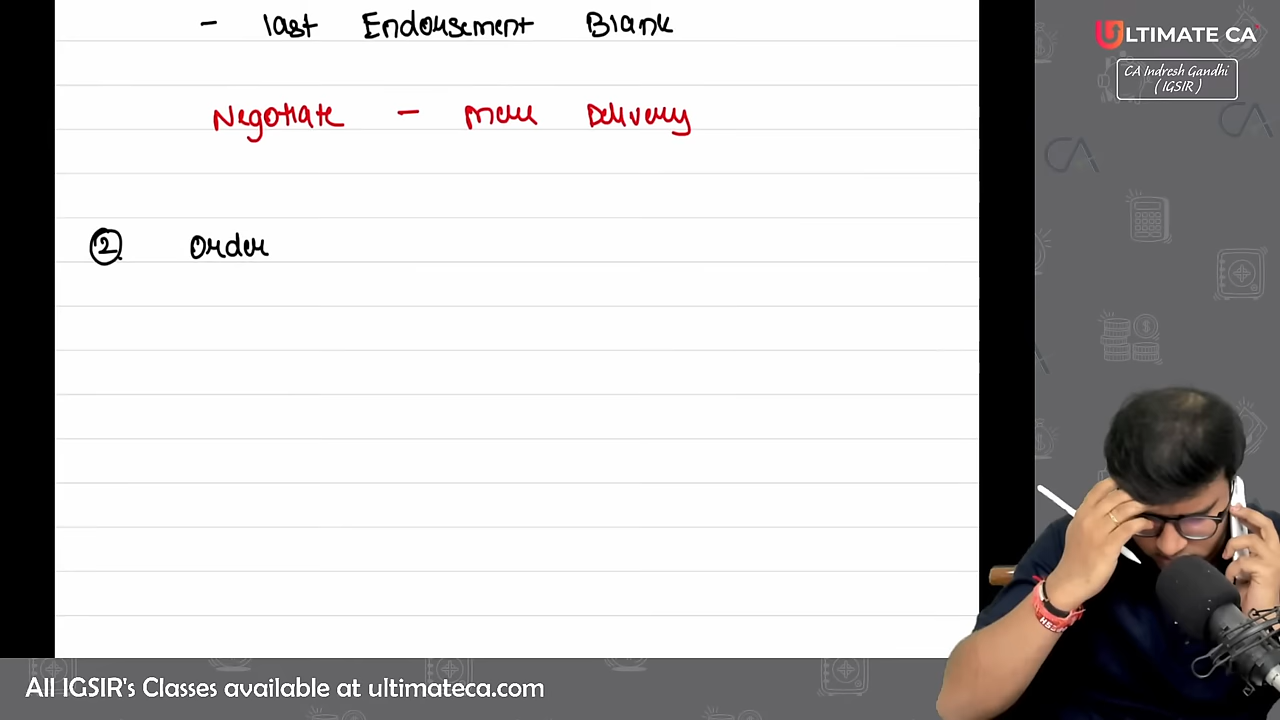 - last Endorsement Blank
ULTIMATE CA
CA Indresh Gandhi
( IGSIR )
Negotiate - mere Delivery
② Order
All IGSIR's Classes available at ultimateca.com